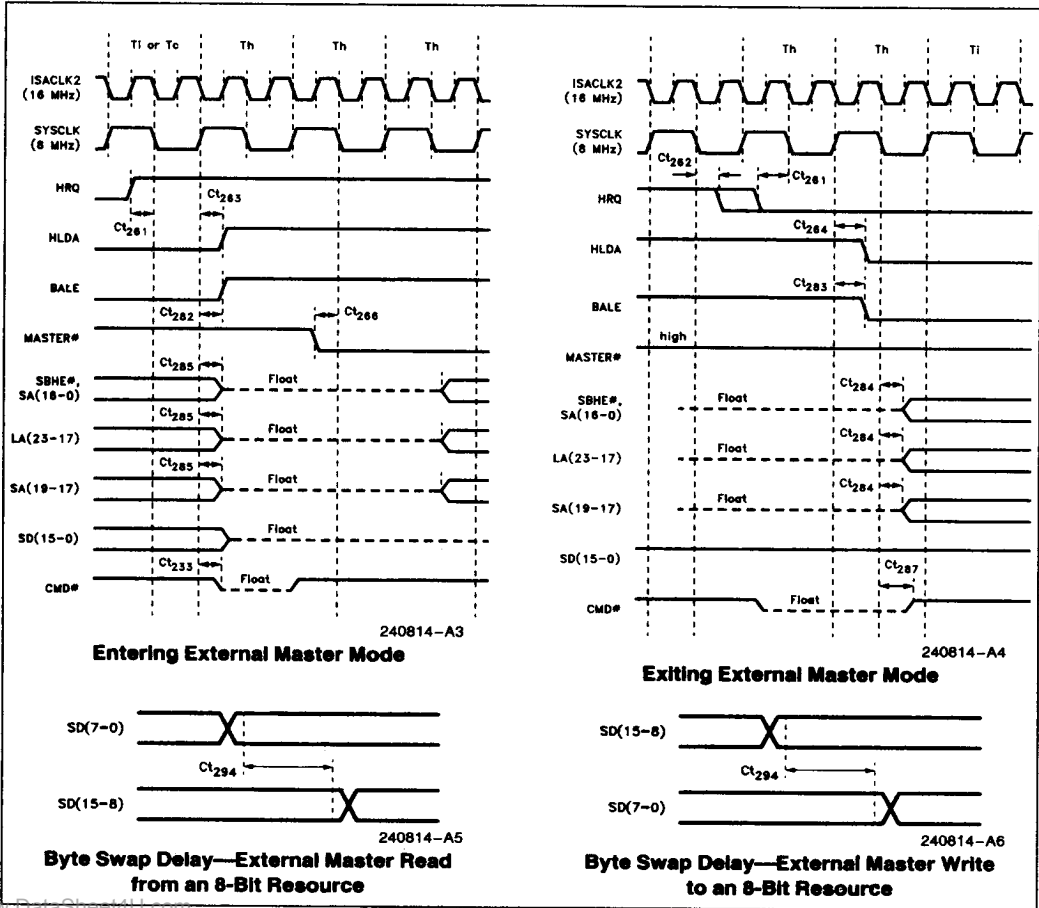 Ti or Tc Th Th Th
ISACLK2
(16 MHz)
SYSCLK
(8 MHz)
HRQ
Ct263
Ct261
HLDA
BALE
Ct282
MASTER#
Ct266
Ct285
SBHE#,
SA(16-0)
Float
Ct285
LA(23-17)
Float
Ct285
SA(19-17)
Float
SD(15-0)
Float
Ct233
CMD#
Float
240814-A3
Entering External Master Mode
Th Th Ti
ISACLK2
(16 MHz)
SYSCLK
(8 MHz)
Ct262
Ct261
HRQ
Ct264
HLDA
Ct283
BALE
high
MASTER#
Ct284
SBHE#,
SA(16-0)
Float
Ct284
LA(23-17)
Float
Ct284
SA(19-17)
Float
SD(15-0)
Ct287
CMD#
Float
240814-A4
Exiting External Master Mode
SD(7-0)
Ct294
SD(15-8)
240814-A5
Byte Swap Delay—External Master Read
from an 8-Bit Resource
SD(15-8)
Ct294
SD(7-0)
240814-A6
Byte Swap Delay—External Master Write
to an 8-Bit Resource